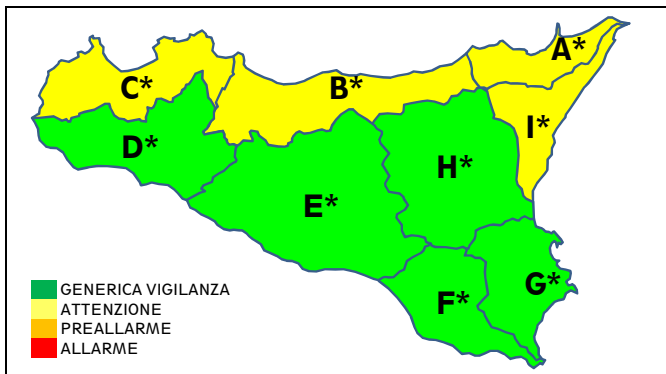 A*
C*
B*
I*
D*
H*
E*
G*
F*
GENERICA VIGILANZA
ATTENZIONE
PREALLARME
ALLARME